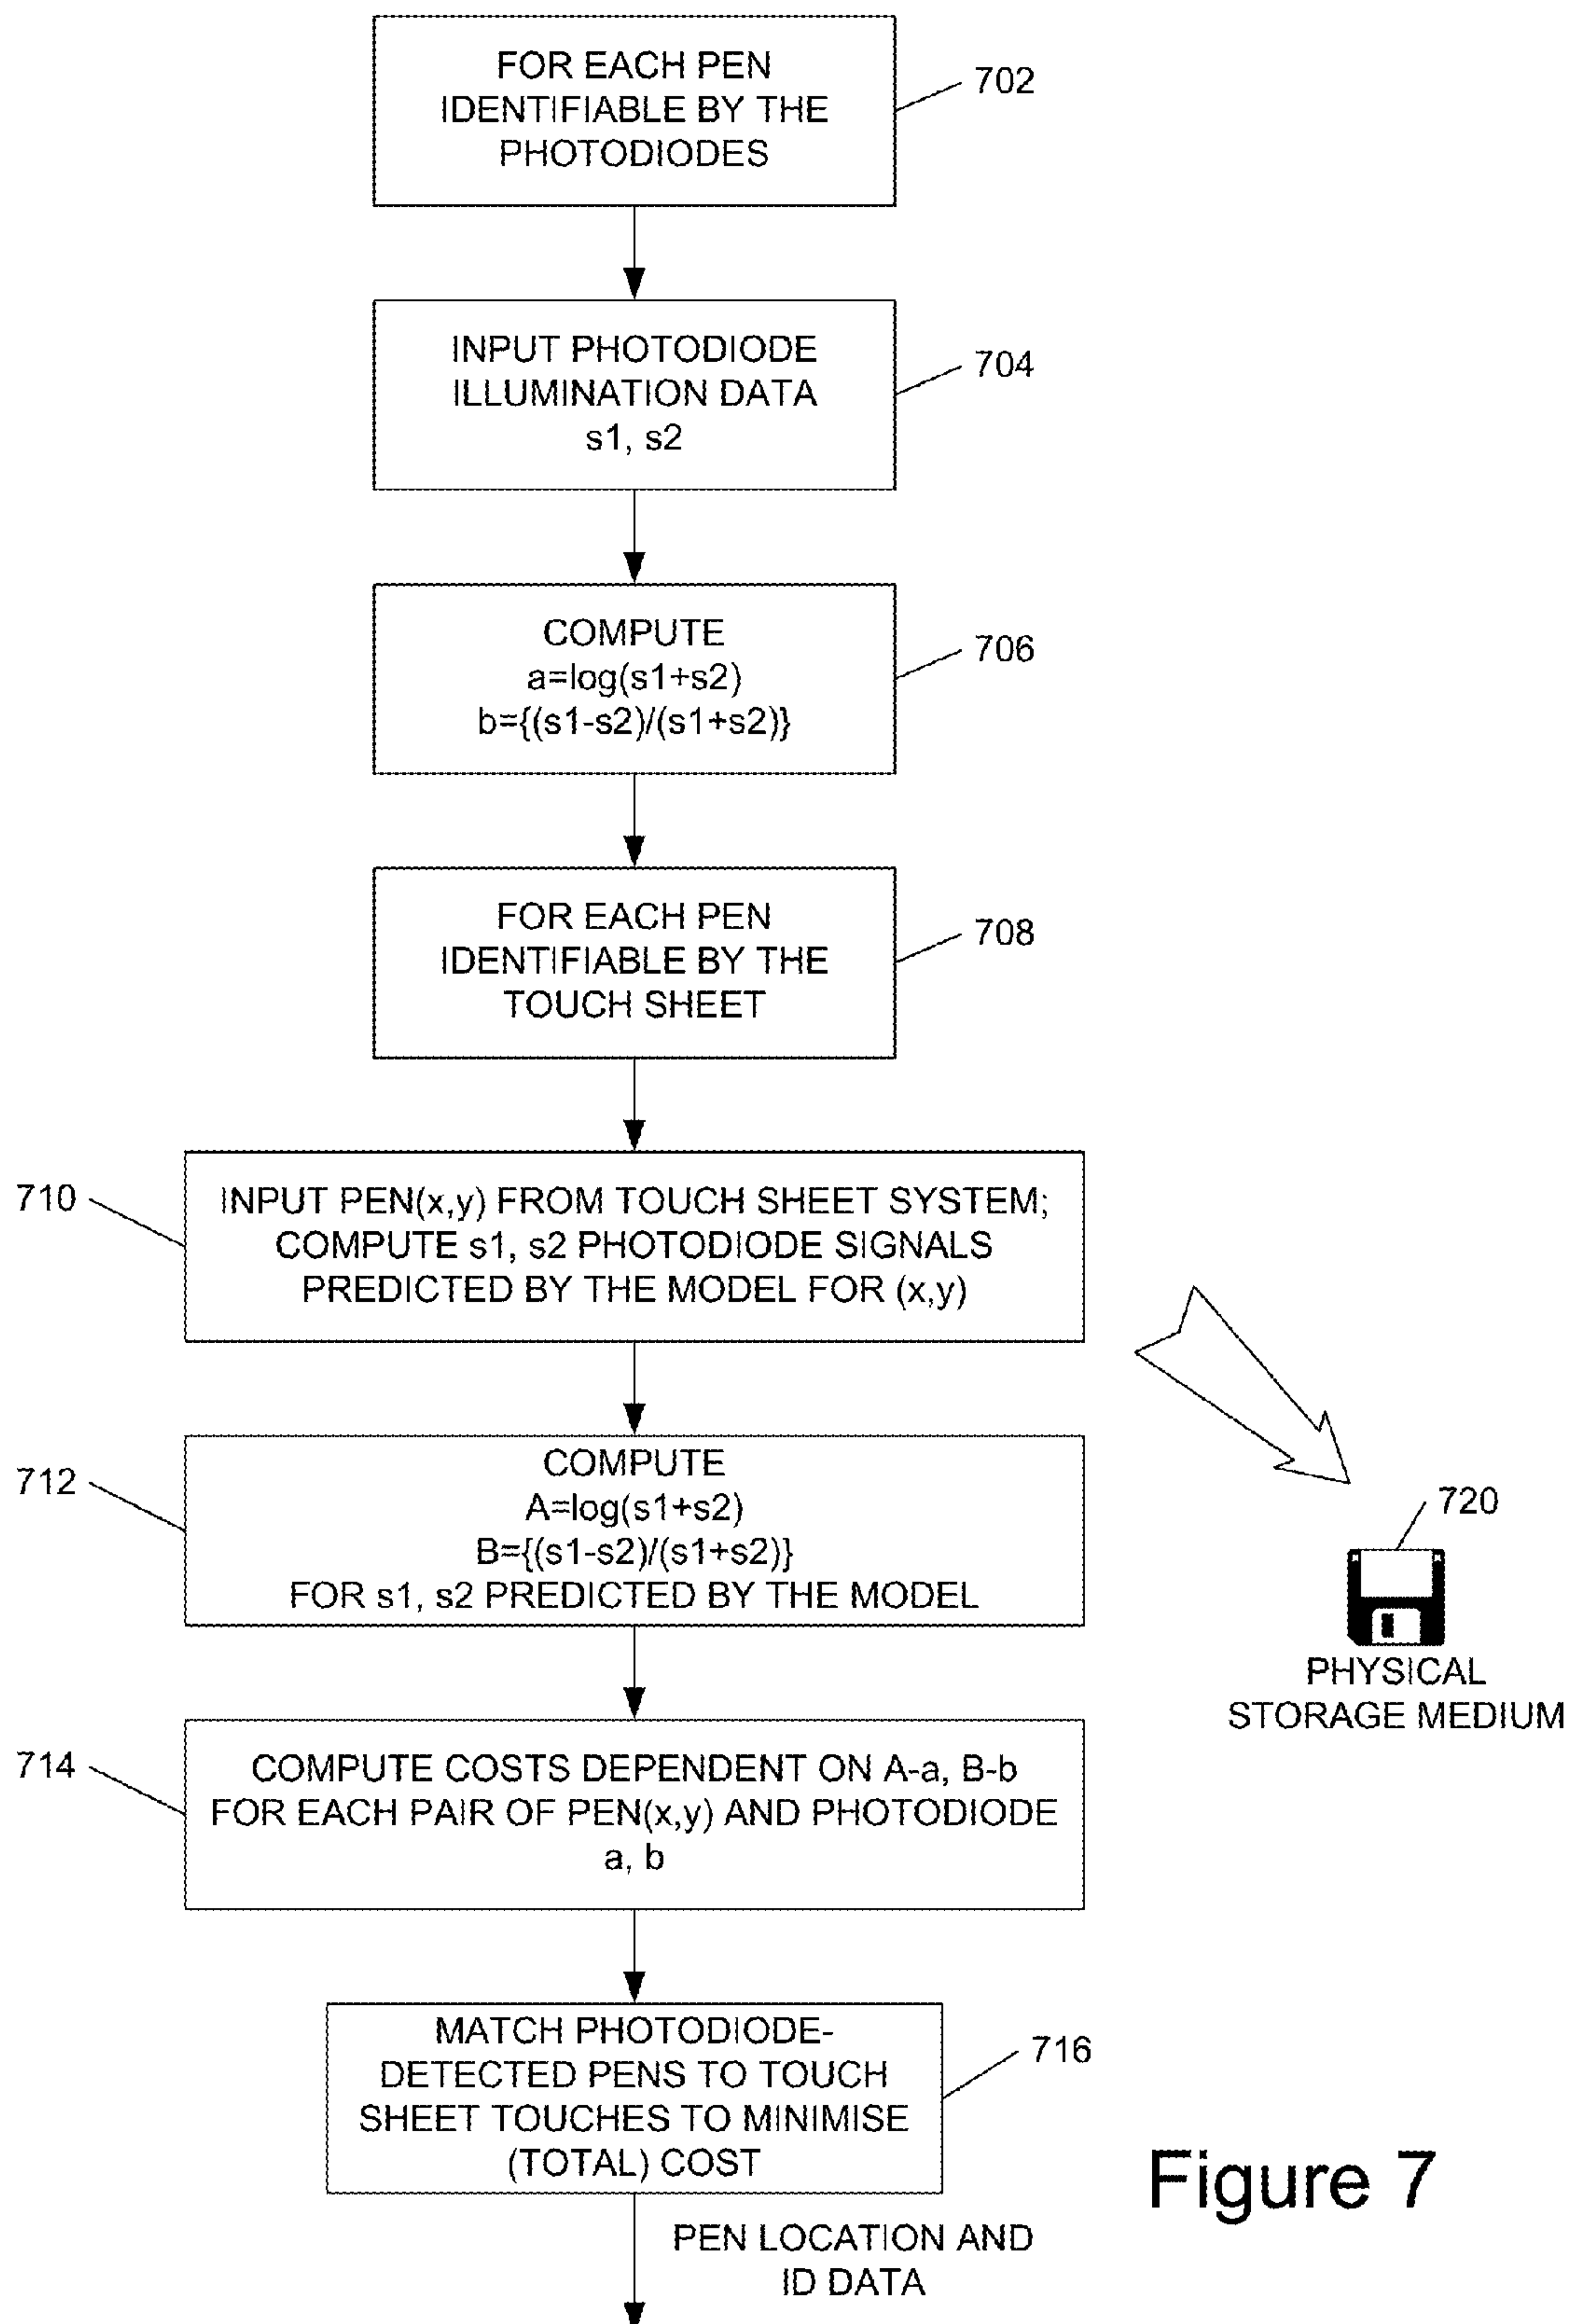 FOR EACH PEN
IDENTIFIABLE BY THE
PHOTODIODES
702
INPUT PHOTODIODE
ILLUMINATION DATA
s1, s2
704
COMPUTE
a=log(s1+s2)
b={(s1-s2)/(s1+s2)}
706
FOR EACH PEN
IDENTIFIABLE BY THE
TOUCH SHEET
708
710
INPUT PEN(x,y) FROM TOUCH SHEET SYSTEM;
COMPUTE s1, s2 PHOTODIODE SIGNALS
PREDICTED BY THE MODEL FOR (x,y)
712
COMPUTE
A=log(s1+s2)
B={(s1-s2)/(s1+s2)}
FOR s1, s2 PREDICTED BY THE MODEL
720
PHYSICAL
STORAGE MEDIUM
714
COMPUTE COSTS DEPENDENT ON A-a, B-b
FOR EACH PAIR OF PEN(x,y) AND PHOTODIODE
a, b
MATCH PHOTODIODE-
DETECTED PENS TO TOUCH
SHEET TOUCHES TO MINIMISE
(TOTAL) COST
716
Figure 7
PEN LOCATION AND
ID DATA